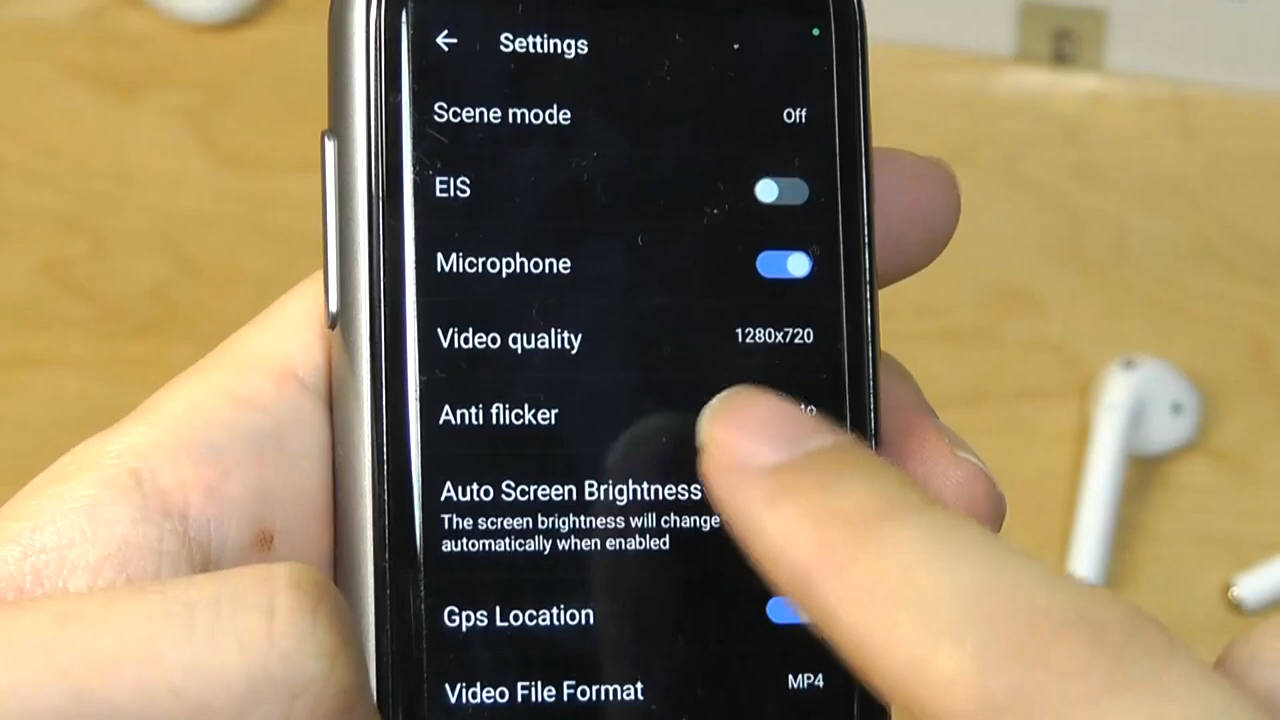 Settings
Scene mode
Off
EIS
Microphone
Video quality
1280x720
Anti flicker
Auto Screen Brightness
The screen brightness will change
automatically when enabled
Gps Location
Video File Format
MP4